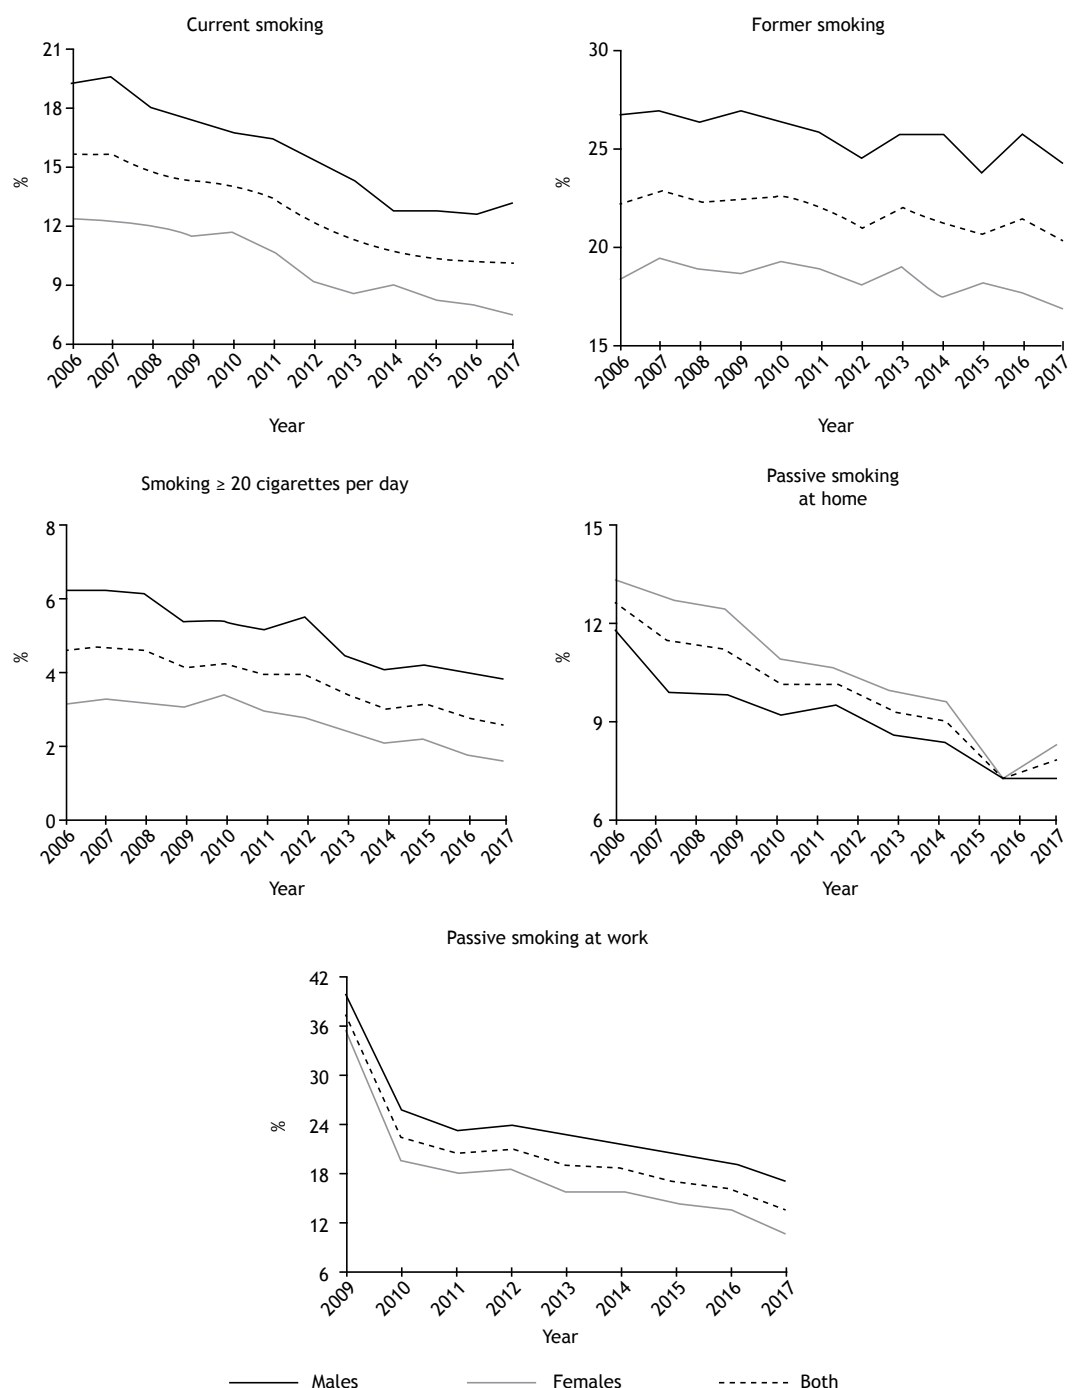 Current smoking
21
18
15
12
9
6
%
2006 2007 2008 2009 2010 2011 2012 2013 2014 2015 2016 2017
Year
Former smoking
30
25
20
15
%
2006 2007 2008 2009 2010 2011 2012 2013 2014 2015 2016 2017
Year
Smoking ≥ 20 cigarettes per day
8
6
4
2
0
%
2006 2007 2008 2009 2010 2011 2012 2013 2014 2015 2016 2017
Year
Passive smoking
at home
15
12
9
6
%
2006 2007 2008 2009 2010 2011 2012 2013 2014 2015 2016 2017
Year
Passive smoking at work
42
36
30
24
18
12
6
%
2009 2010 2011 2012 2013 2014 2015 2016 2017
Year
Males Females Both